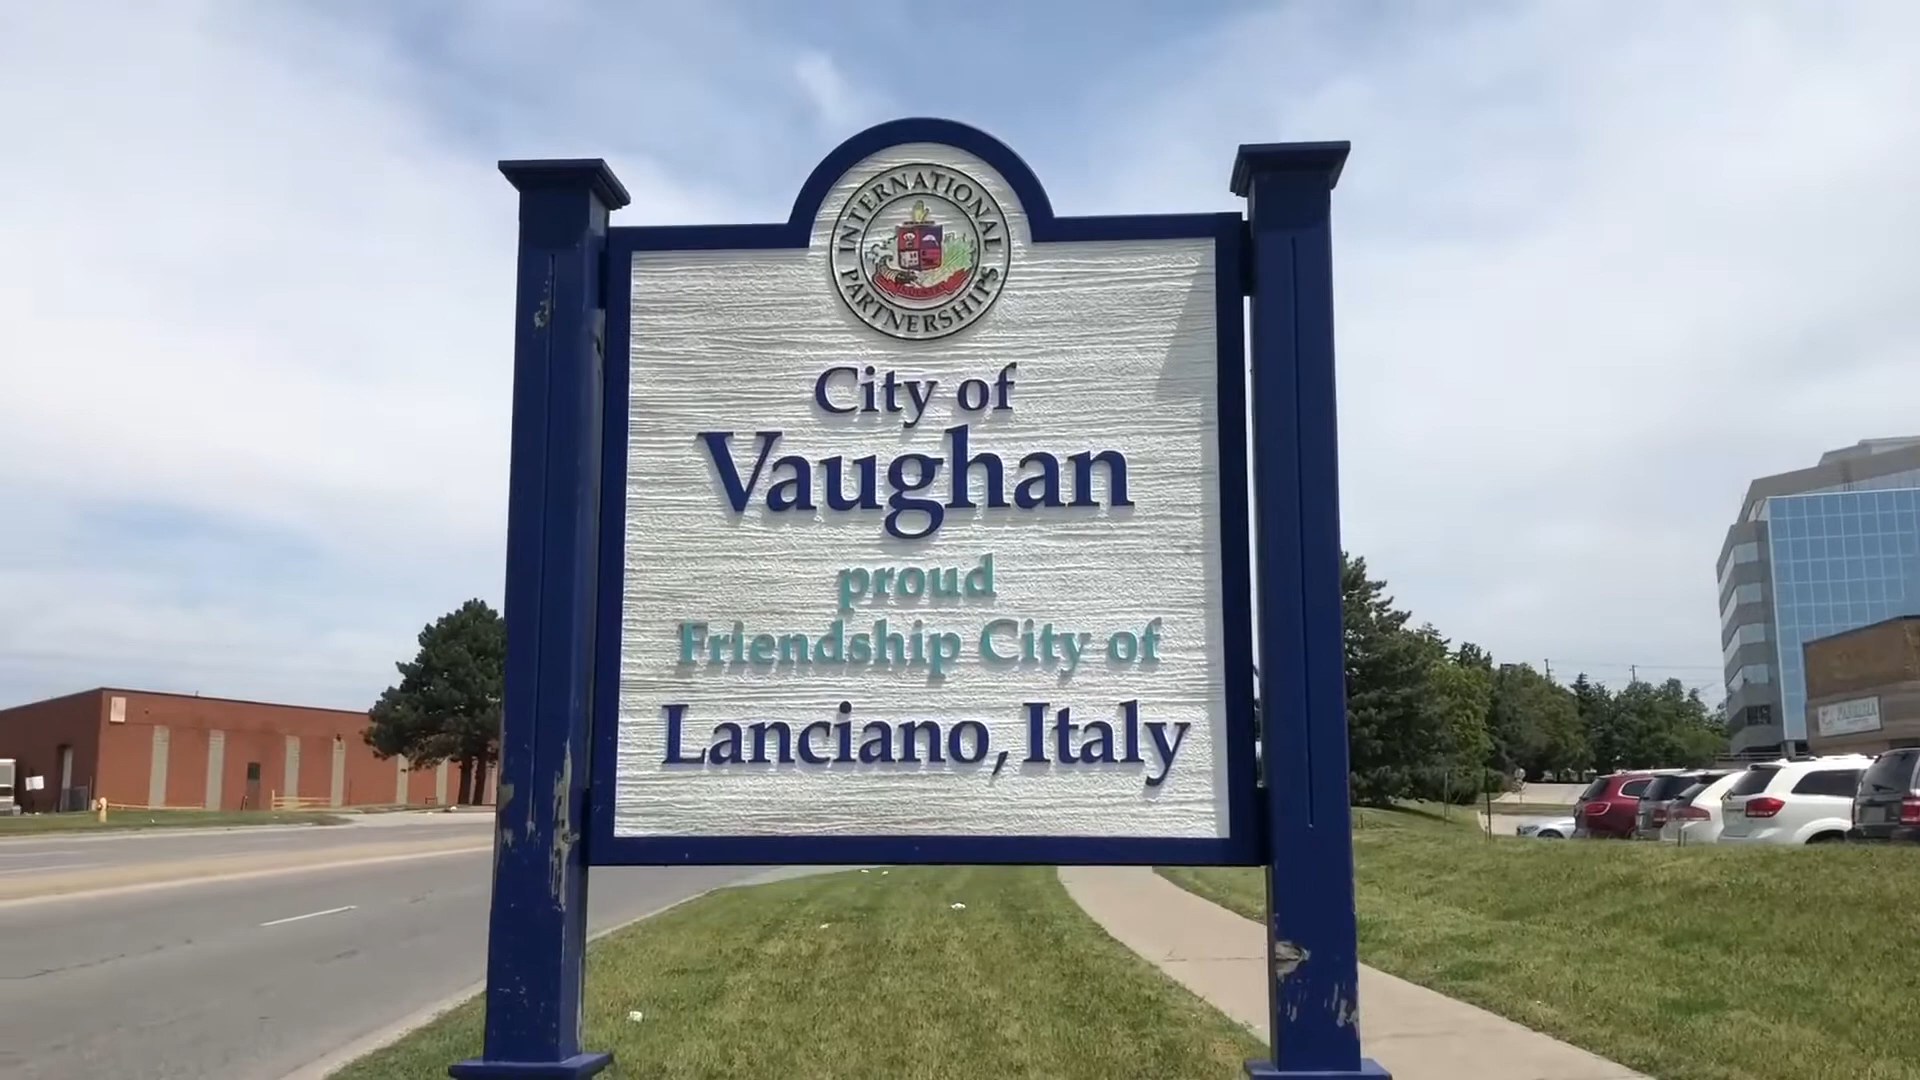 INTERNATIONAL
PARTNERSHIPS
City of
Vaughan
proud
Friendship City of
Lanciano, Italy